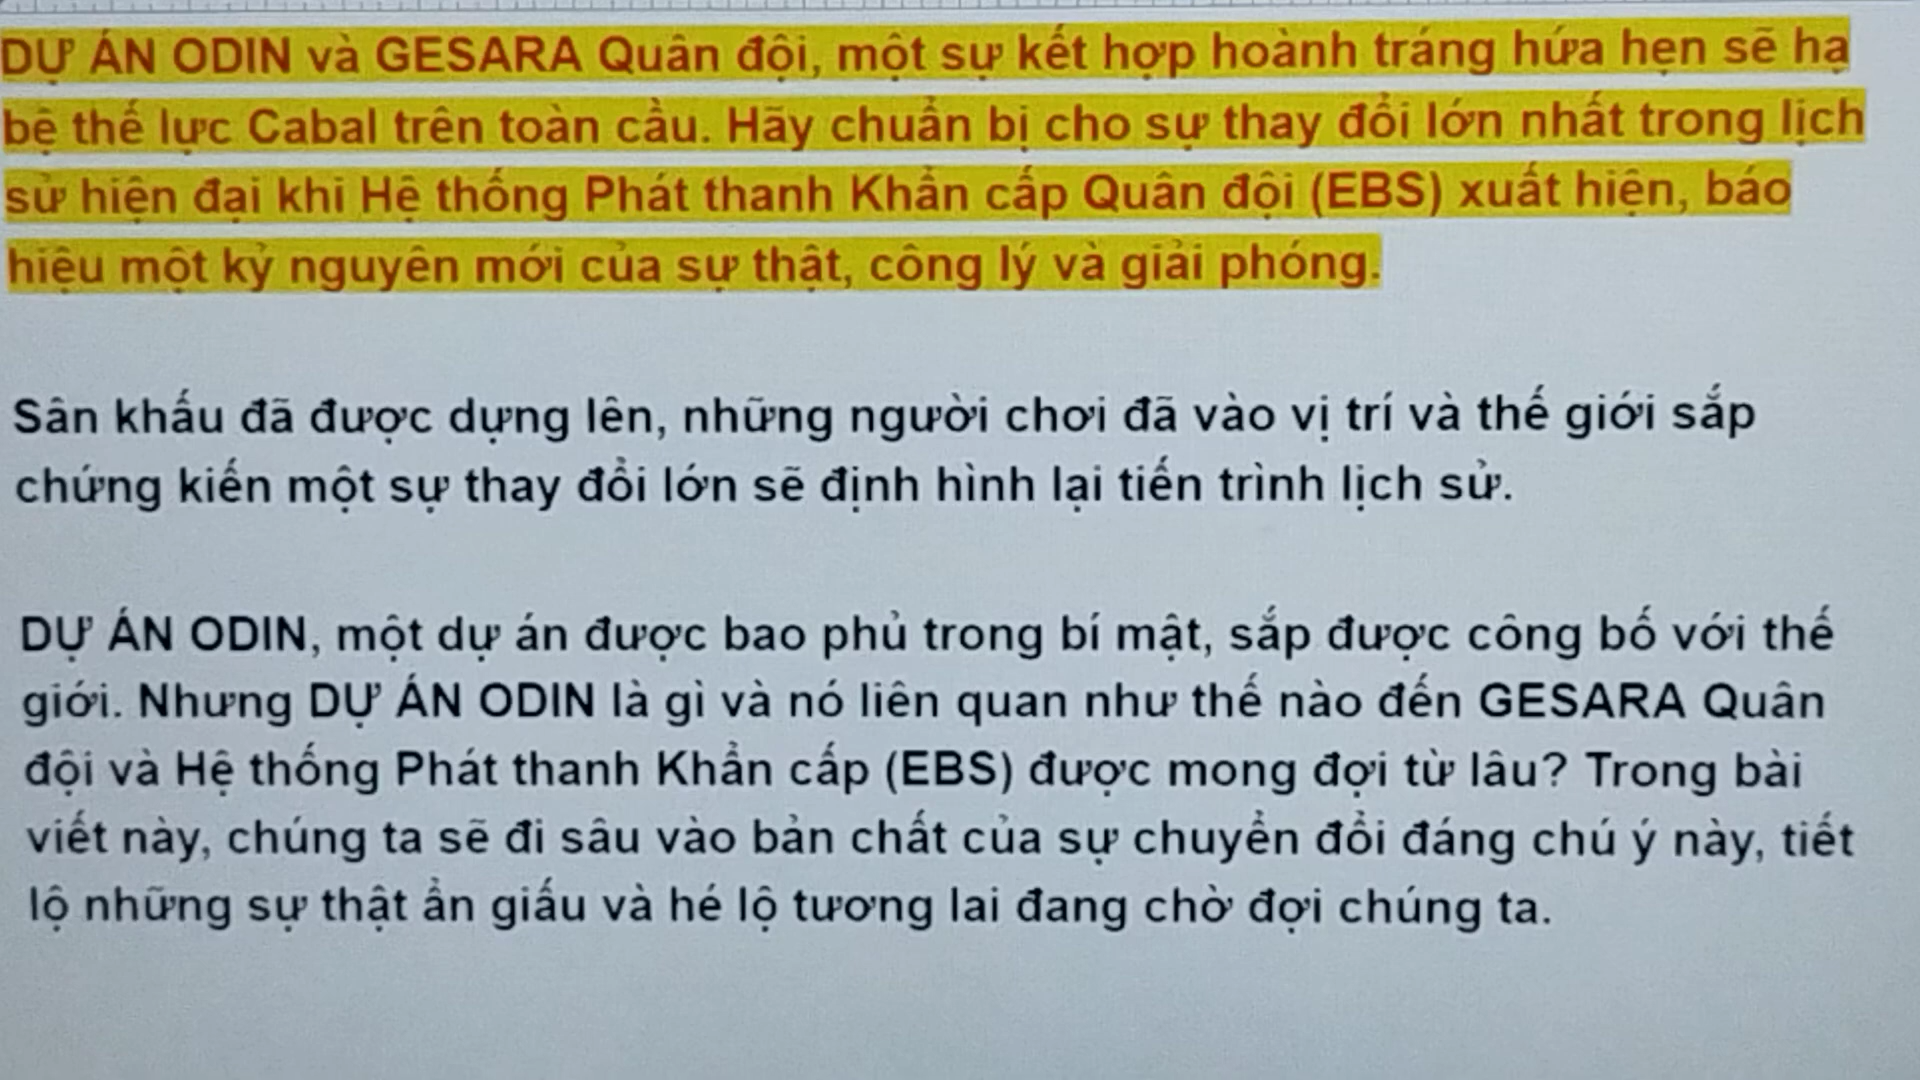 DỰ ÁN ODIN và GESARA Quân đội, một sự kết hợp hoành tráng hứa hẹn sẽ hạ
bệ thế lực Cabal trên toàn cầu. Hãy chuẩn bị cho sự thay đổi lớn nhất trong lịch
sử hiện đại khi Hệ thống Phát thanh Khẩn cấp Quân đội (EBS) xuất hiện, báo
hiệu một kỷ nguyên mới của sự thật, công lý và giải phóng.
Sân khấu đã được dựng lên, những người chơi đã vào vị trí và thế giới sắp
chứng kiến một sự thay đổi lớn sẽ định hình lại tiến trình lịch sử.
DỰ ÁN ODIN, một dự án được bao phủ trong bí mật, sắp được công bố với thế
giới. Nhưng DỰ ÁN ODIN là gì và nó liên quan như thế nào đến GESARA Quân
đội và Hệ thống Phát thanh Khẩn cấp (EBS) được mong đợi từ lâu? Trong bài
viết này, chúng ta sẽ đi sâu vào bản chất của sự chuyển đổi đáng chú ý này, tiết
lộ những sự thật ẩn giấu và hé lộ tương lai đang chờ đợi chúng ta.